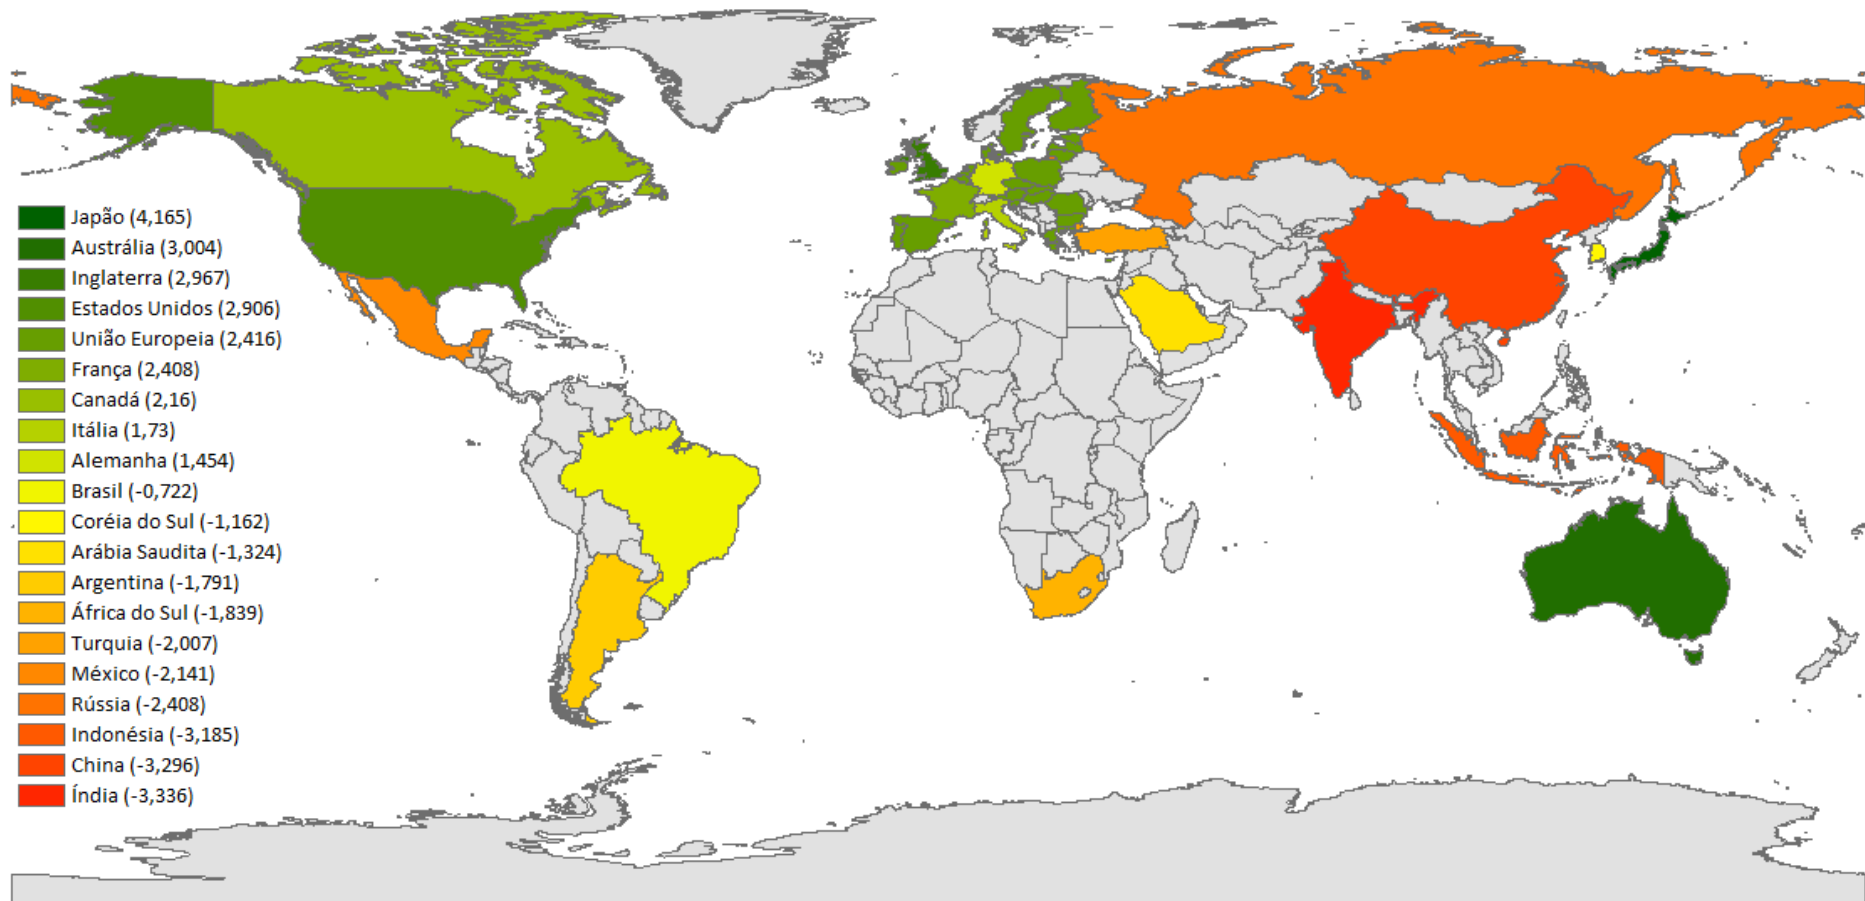 Japão (4,165)
Austrália (3,004)
Inglaterra (2,967)
Estados Unidos (2,906)
União Europeia (2,416)
França (2,408)
Canadá (2,16)
Itália (1,73)
Alemanha (1,454)
Brasil (-0,722)
Coréia do Sul (-1,162)
Arábia Saudita (-1,324)
Argentina (-1,791)
África do Sul (-1,839)
Turquia (-2,007)
México (-2,141)
Rússia (-2,408)
Indonésia (-3,185)
China (-3,296)
Índia (-3,336)